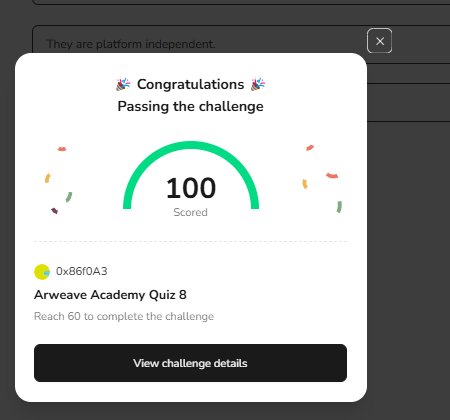 They are platform independent.
🎉 Congratulations 🎉
Passing the challenge
100
Scored
0x86f0A3
Arweave Academy Quiz 8
Reach 60 to complete the challenge
View challenge details